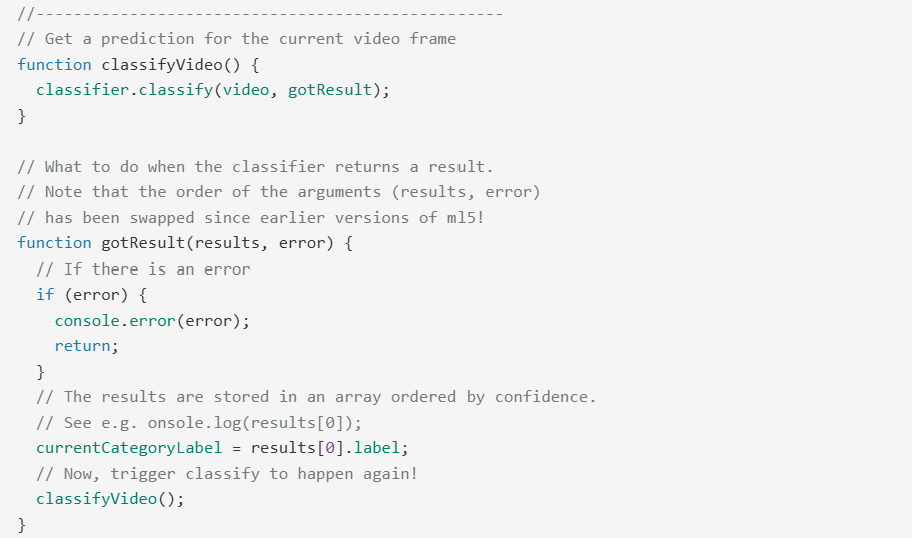 //--------------------------------------------------
// Get a prediction for the current video frame
function classifyVideo() {
  classifier.classify(video, gotResult);
}

// What to do when the classifier returns a result.
// Note that the order of the arguments (results, error)
// has been swapped since earlier versions of ml5!
function gotResult(results, error) {
  // If there is an error
  if (error) {
    console.error(error);
    return;
  }
  // The results are stored in an array ordered by confidence.
  // See e.g. onsole.log(results[0]);
  currentCategoryLabel = results[0].label;
  // Now, trigger classify to happen again!
  classifyVideo();
}